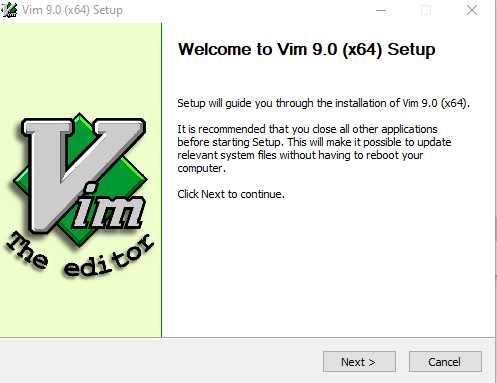 Vim 9.0 (x64) Setup
Welcome to Vim 9.0 (x64) Setup
Setup will guide you through the installation of Vim 9.0 (x64).
It is recommended that you close all other applications
before starting Setup. This will make it possible to update
relevant system files without having to reboot your
computer.
Click Next to continue.
Vim
The editor
Next >
Cancel